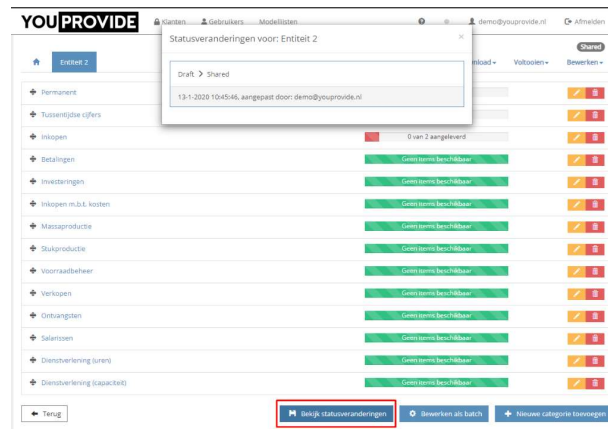 YOUPROVIDE
Klanten Gebruikers Modellijsten demo@youprovide.nl Afmelden
Statusveranderingen voor: Entiteit 2 ×
Draft > Shared
13-1-2020 10:45:46, aangepast door: demo@youprovide.nl
Shared
Entiteit 2 nload Voltooien Bewerken
Permanent
Tussentijdse cijfers
Inkopen 0 van 2 aangeleverd
Betalingen Geen items beschikbaar
Investeringen Geen items beschikbaar
Inkopen m.b.t. kosten Geen items beschikbaar
Massaproductie Geen items beschikbaar
Stukproductie Geen items beschikbaar
Voorraadbeheer Geen items beschikbaar
Verkopen Geen items beschikbaar
Ontvangsten Geen items beschikbaar
Salarissen Geen items beschikbaar
Dienstverlening (uren) Geen items beschikbaar
Dienstverlening (capaciteit) Geen items beschikbaar
Terug Bekijk statusveranderingen Bewerken als batch Nieuwe categorie toevoegen